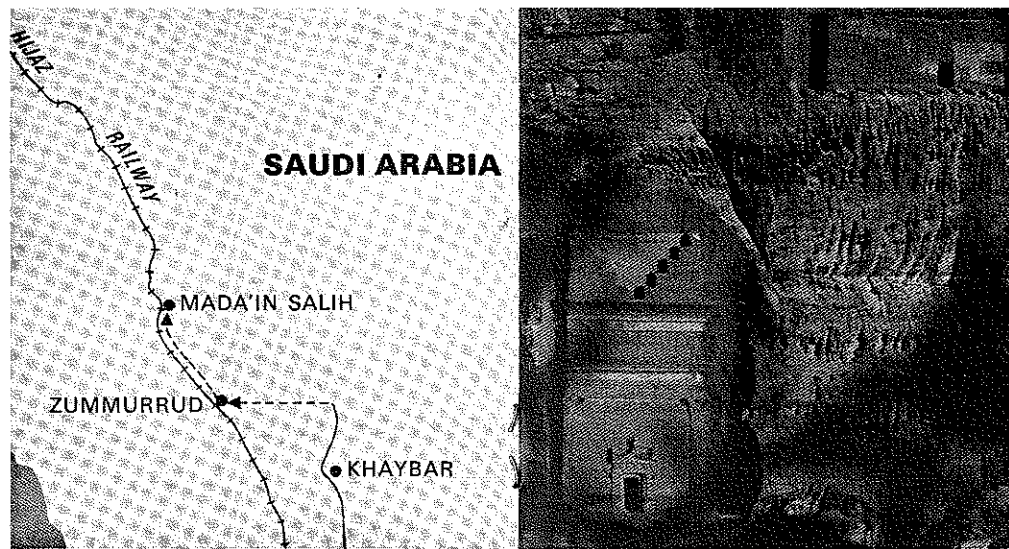 HIJAZ
RAILWAY
SAUDI ARABIA
MADA'IN SALIH
ZUMMURRUD
KHAYBAR